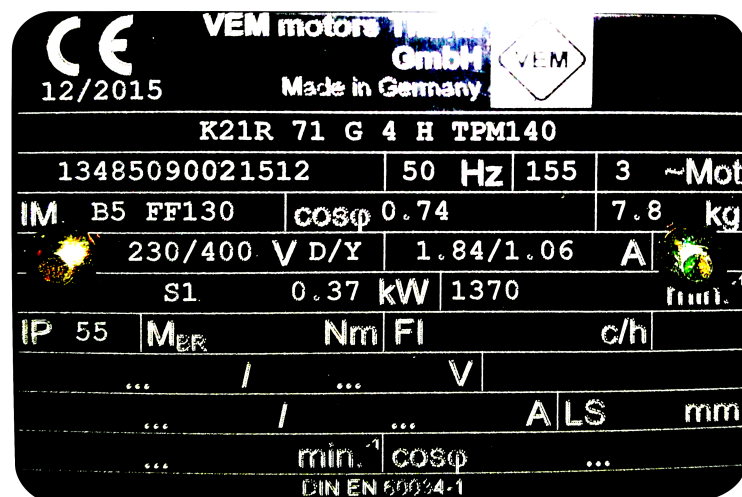 CE VEM motors
GmbH VEM
12/2015 Made in Germany
K21R 71 G 4 H TPM140
13485090021512 50 Hz 155 3 ~Mot
IM B5 FF130 cosφ 0.74 7.8 kg
230/400 V D/Y 1.84/1.06 A
S1 0.37 kW 1370 min.-1
IP 55 MBR Nm FI c/h
... / ... V
... / ... A LS mm
... min.-1 cosφ ...
DIN EN 60034-1